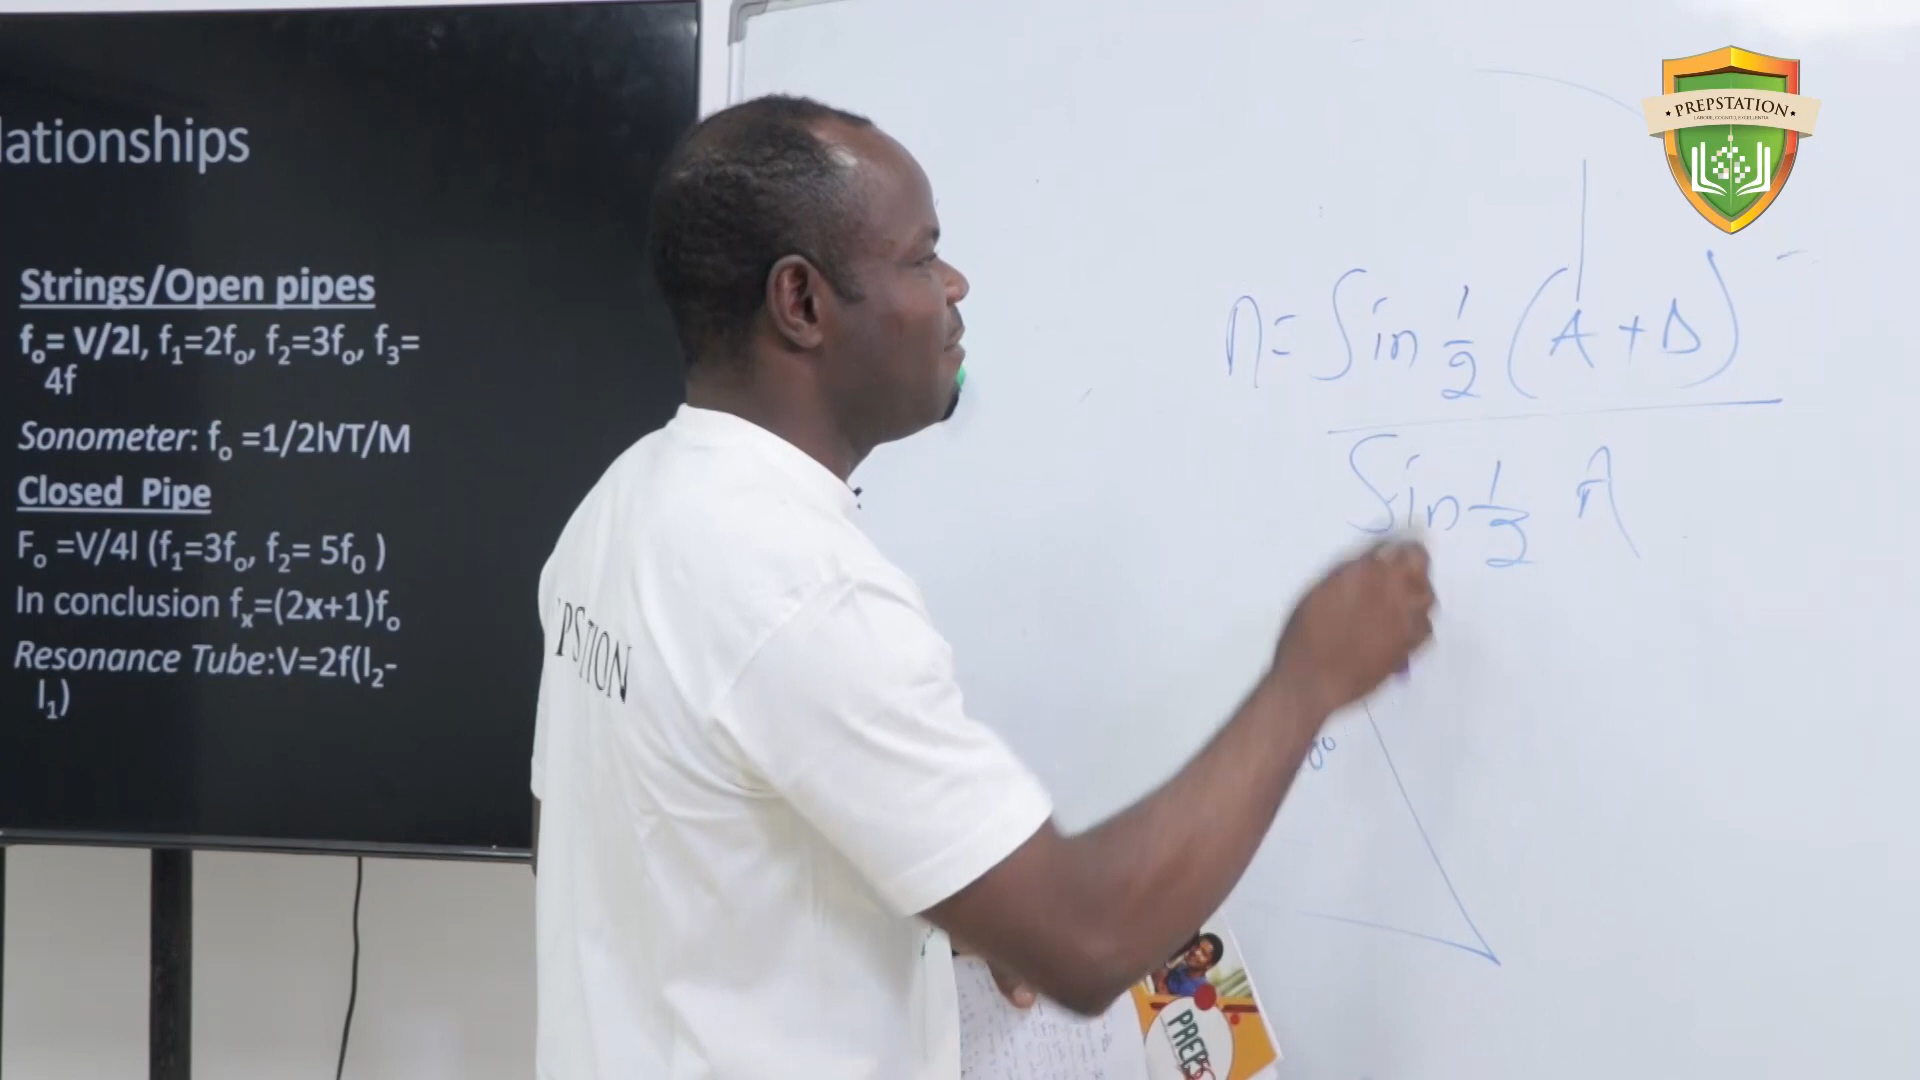 lationships
Strings/Open pipes
fo= V/2l, f1=2fo, f2=3fo, f3=
4f
Sonometer: fo =1/2l√T/M
Closed Pipe
Fo =V/4l (f1=3fo, f2= 5f0 )
In conclusion fx=(2x+1)fo
Resonance Tube:V=2f(l2-
l1)
PSTION
PREPSTATION
n= Sin 1/2 (A + D)
Sin 1/2 A
PREPS